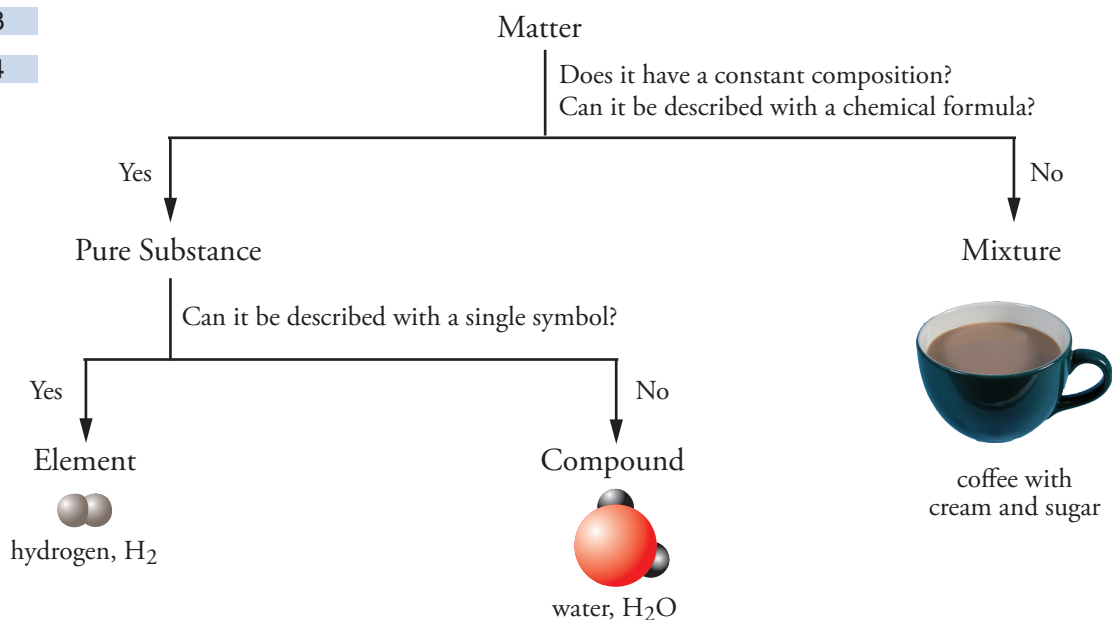 3
4
Matter
Does it have a constant composition?
Can it be described with a chemical formula?
Yes
No
Pure Substance
Mixture
Can it be described with a single symbol?
Yes
No
Element
Compound
coffee with
cream and sugar
hydrogen, H₂
water, H₂O